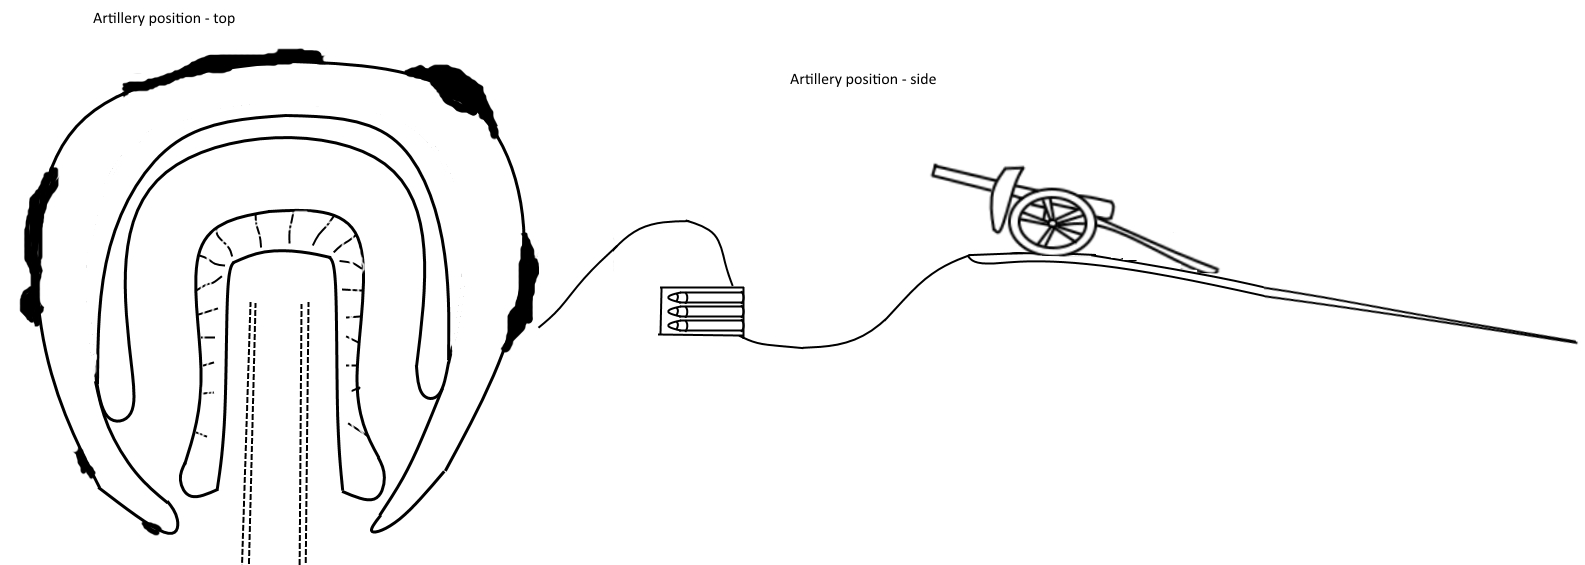 Artillery position - top
Artillery position - side